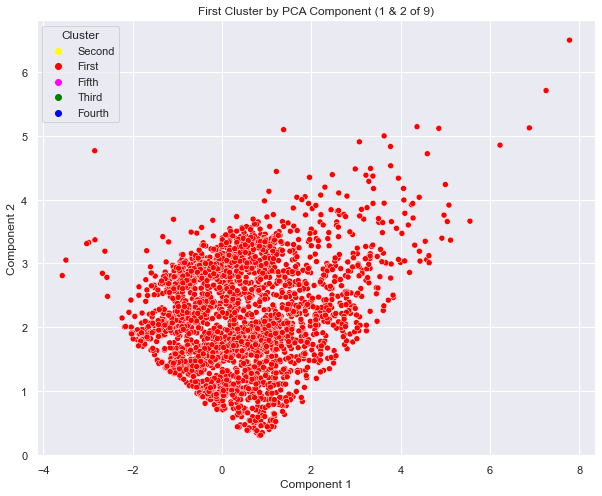 First Cluster by PCA Component (1 & 2 of 9)
Cluster
Second
First
Fifth
Third
Fourth
Component 2
6
5
4
3
2
1
0
−4
−2
0
2
4
6
8
Component 1